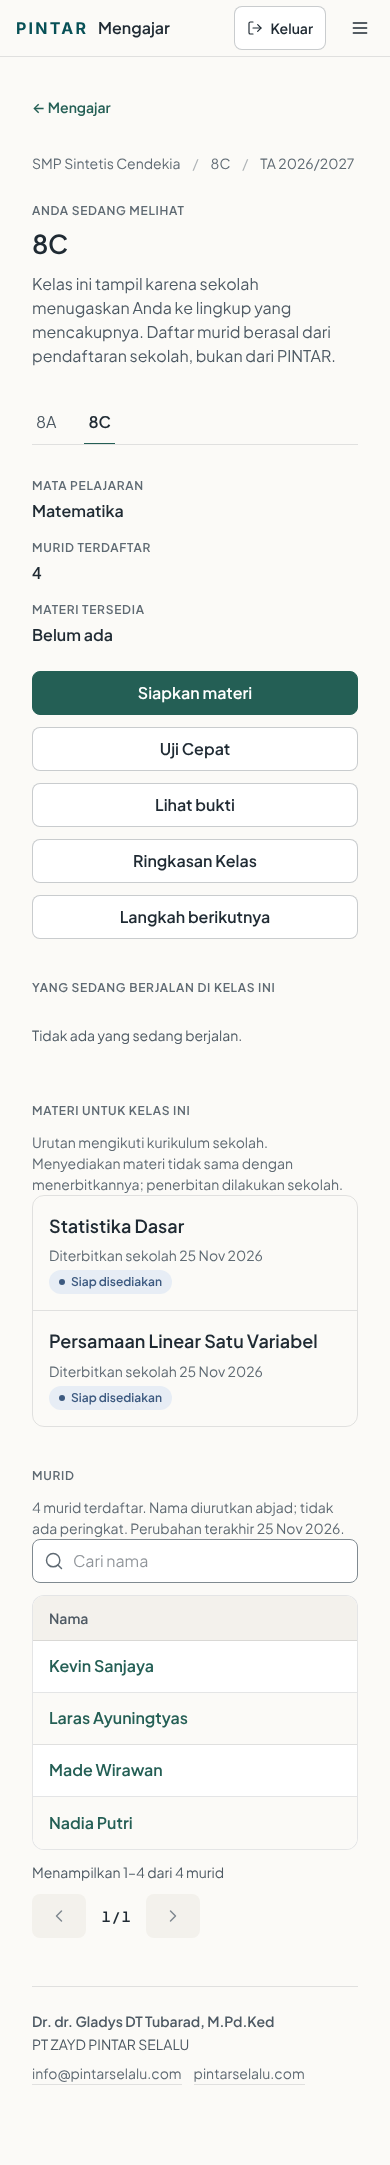 PINTAR Mengajar Keluar
← Mengajar
SMP Sintetis Cendekia / 8C / TA 2026/2027
ANDA SEDANG MELIHAT
8C
Kelas ini tampil karena sekolah
menugaskan Anda ke lingkup yang
mencakupnya. Daftar murid berasal dari
pendaftaran sekolah, bukan dari PINTAR.
8A 8C
MATA PELAJARAN
Matematika
MURID TERDAFTAR
4
MATERI TERSEDIA
Belum ada
Siapkan materi
Uji Cepat
Lihat bukti
Ringkasan Kelas
Langkah berikutnya
YANG SEDANG BERJALAN DI KELAS INI
Tidak ada yang sedang berjalan.
MATERI UNTUK KELAS INI
Urutan mengikuti kurikulum sekolah.
Menyediakan materi tidak sama dengan
menerbitkannya; penerbitan dilakukan sekolah.
Statistika Dasar
Diterbitkan sekolah 25 Nov 2026
Siap disediakan
Persamaan Linear Satu Variabel
Diterbitkan sekolah 25 Nov 2026
Siap disediakan
MURID
4 murid terdaftar. Nama diurutkan abjad; tidak
ada peringkat. Perubahan terakhir 25 Nov 2026.
Cari nama
Nama
Kevin Sanjaya
Laras Ayuningtyas
Made Wirawan
Nadia Putri
Menampilkan 1–4 dari 4 murid
1/1
Dr. dr. Gladys DT Tubarad, M.Pd.Ked
PT ZAYD PINTAR SELALU
info@pintarselalu.com pintarselalu.com